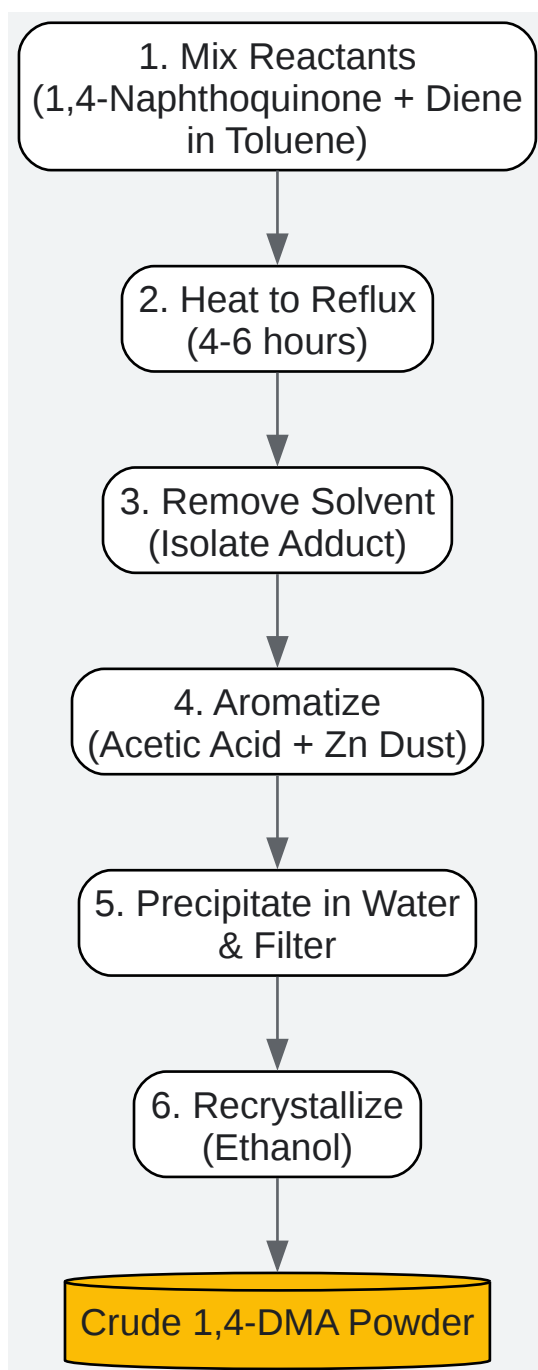 1. Mix Reactants
(1,4-Naphthoquinone + Diene
in Toluene)
2. Heat to Reflux
(4-6 hours)
3. Remove Solvent
(Isolate Adduct)
4. Aromatize
(Acetic Acid + Zn Dust)
5. Precipitate in Water
& Filter
6. Recrystallize
(Ethanol)
Crude 1,4-DMA Powder